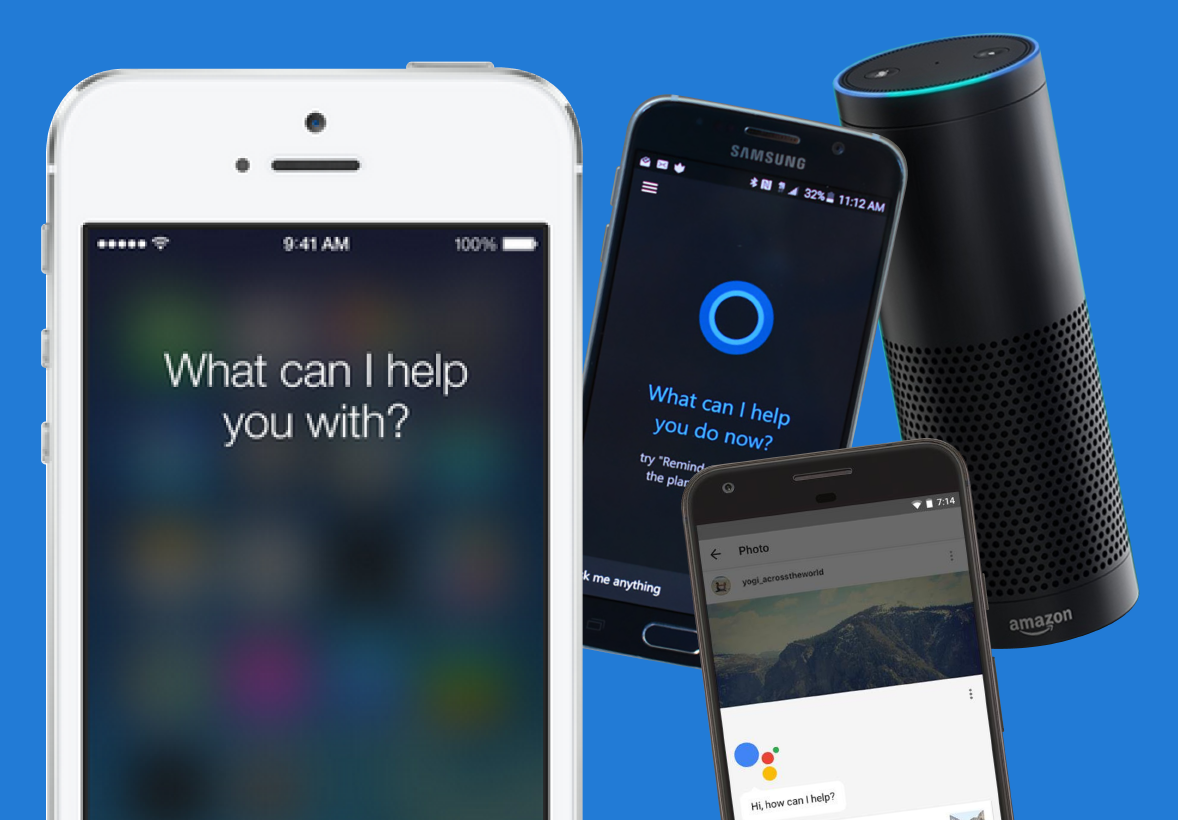 9:41 AM
100%
What can I help
you with?
SAMSUNG
32%
11:12 AM
What can I help
you do now?
try "Remind
the
me anything
7:14
Photo
yogi_acrosstheworld
Hi, how can I help?
amazon